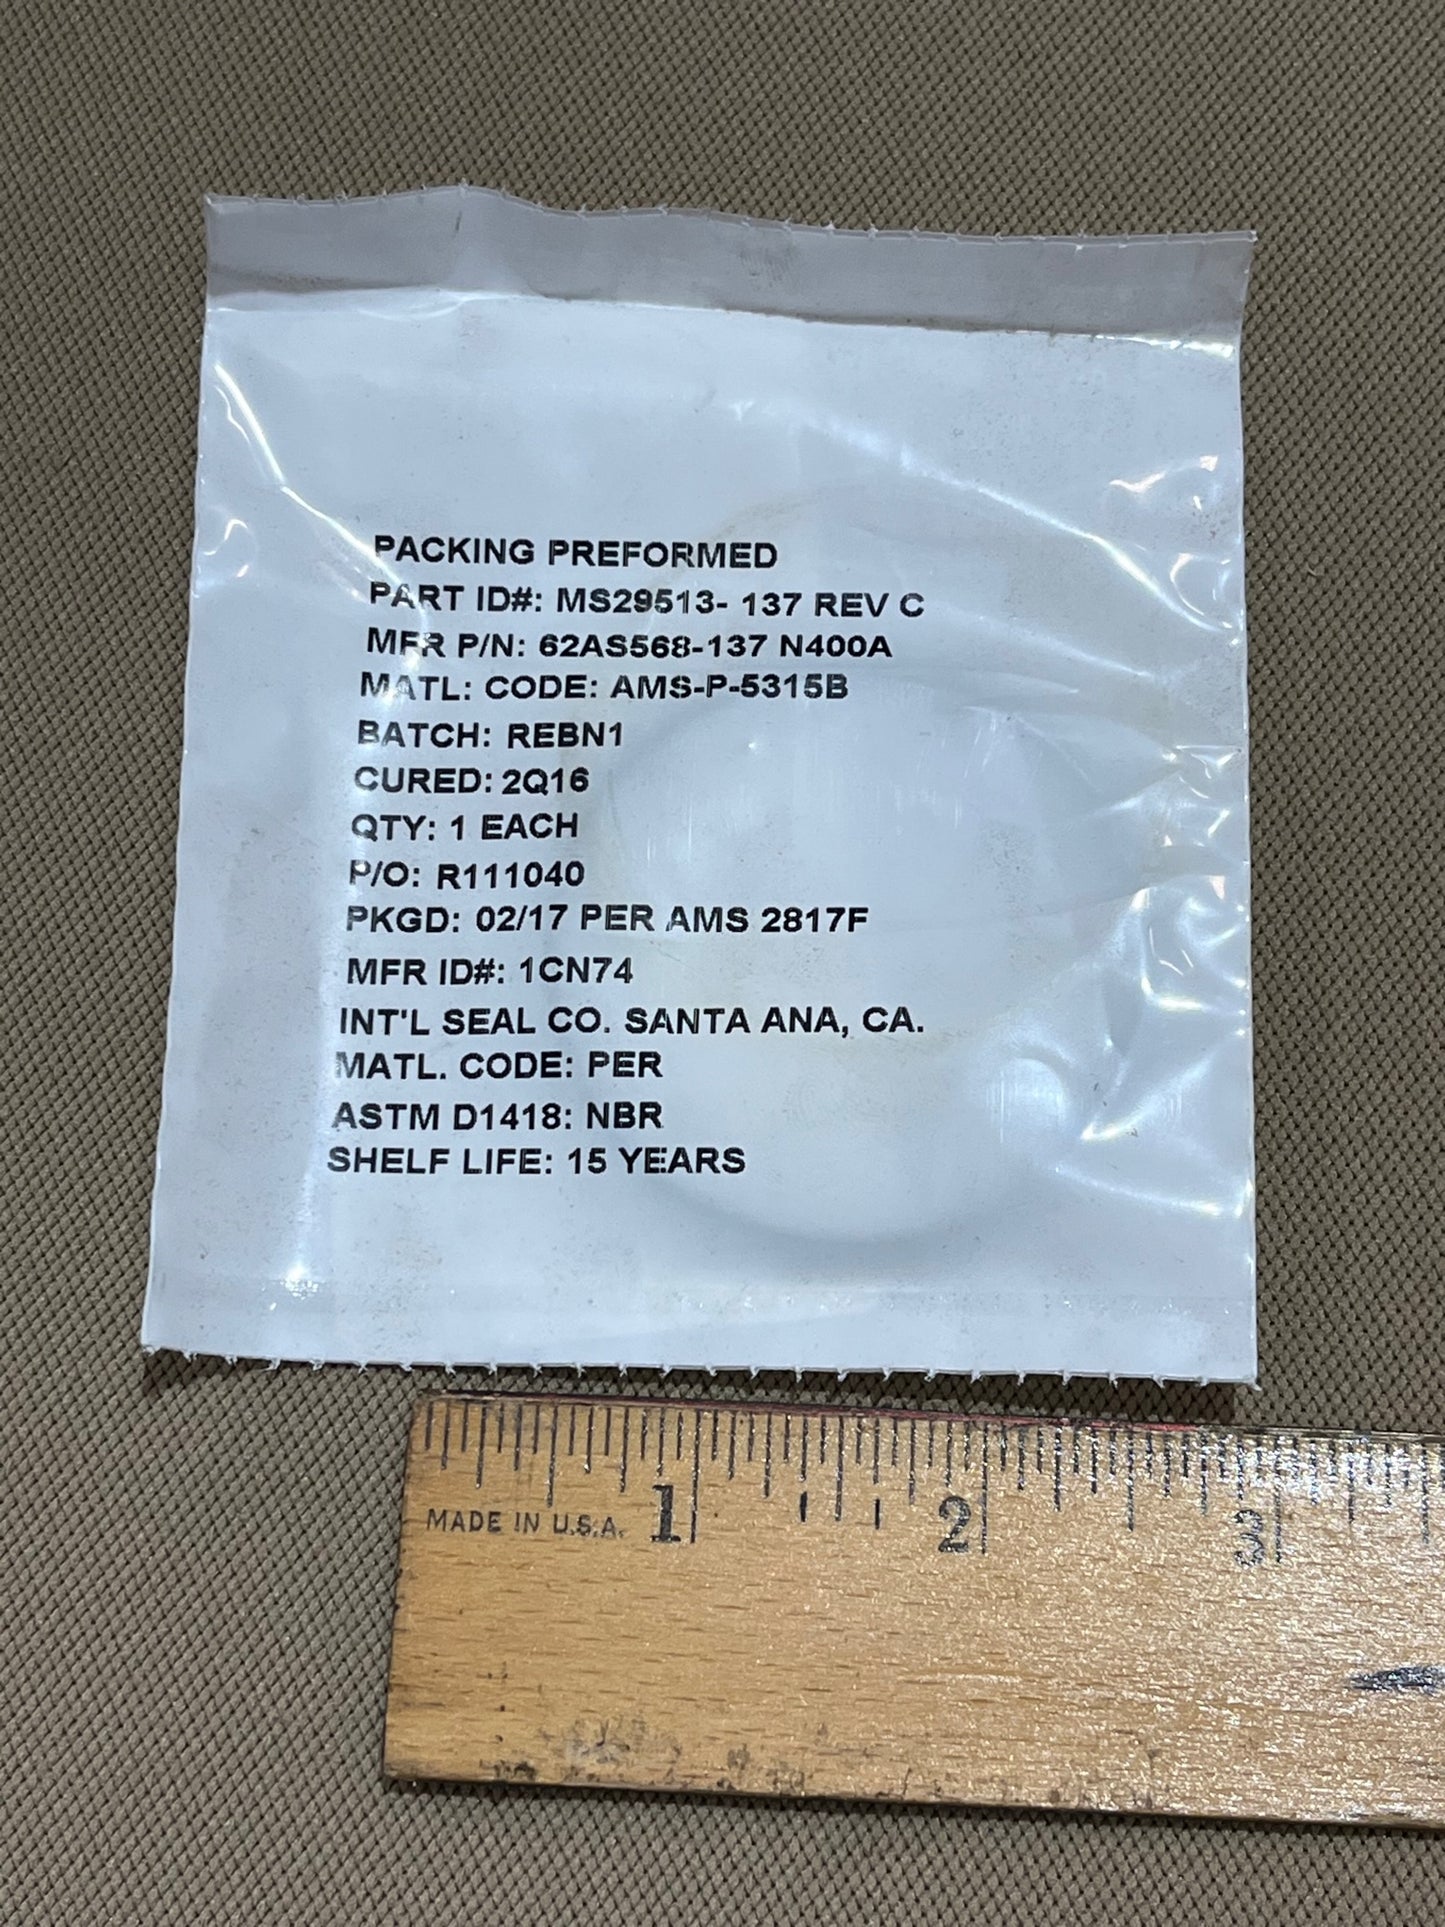 PACKING PREFORMED
PART ID#: MS29513- 137 REV C
MFR P/N: 62AS568-137 N400A
MATL: CODE: AMS-P-5315B
BATCH: REBN1
CURED: 2Q16
QTY: 1 EACH
P/O: R111040
PKGD: 02/17 PER AMS 2817F
MFR ID#: 1CN74
INT'L SEAL CO. SANTA ANA, CA.
MATL. CODE: PER
ASTM D1418: NBR
SHELF LIFE: 15 YEARS
MADE IN U.S.A. 1 2 3